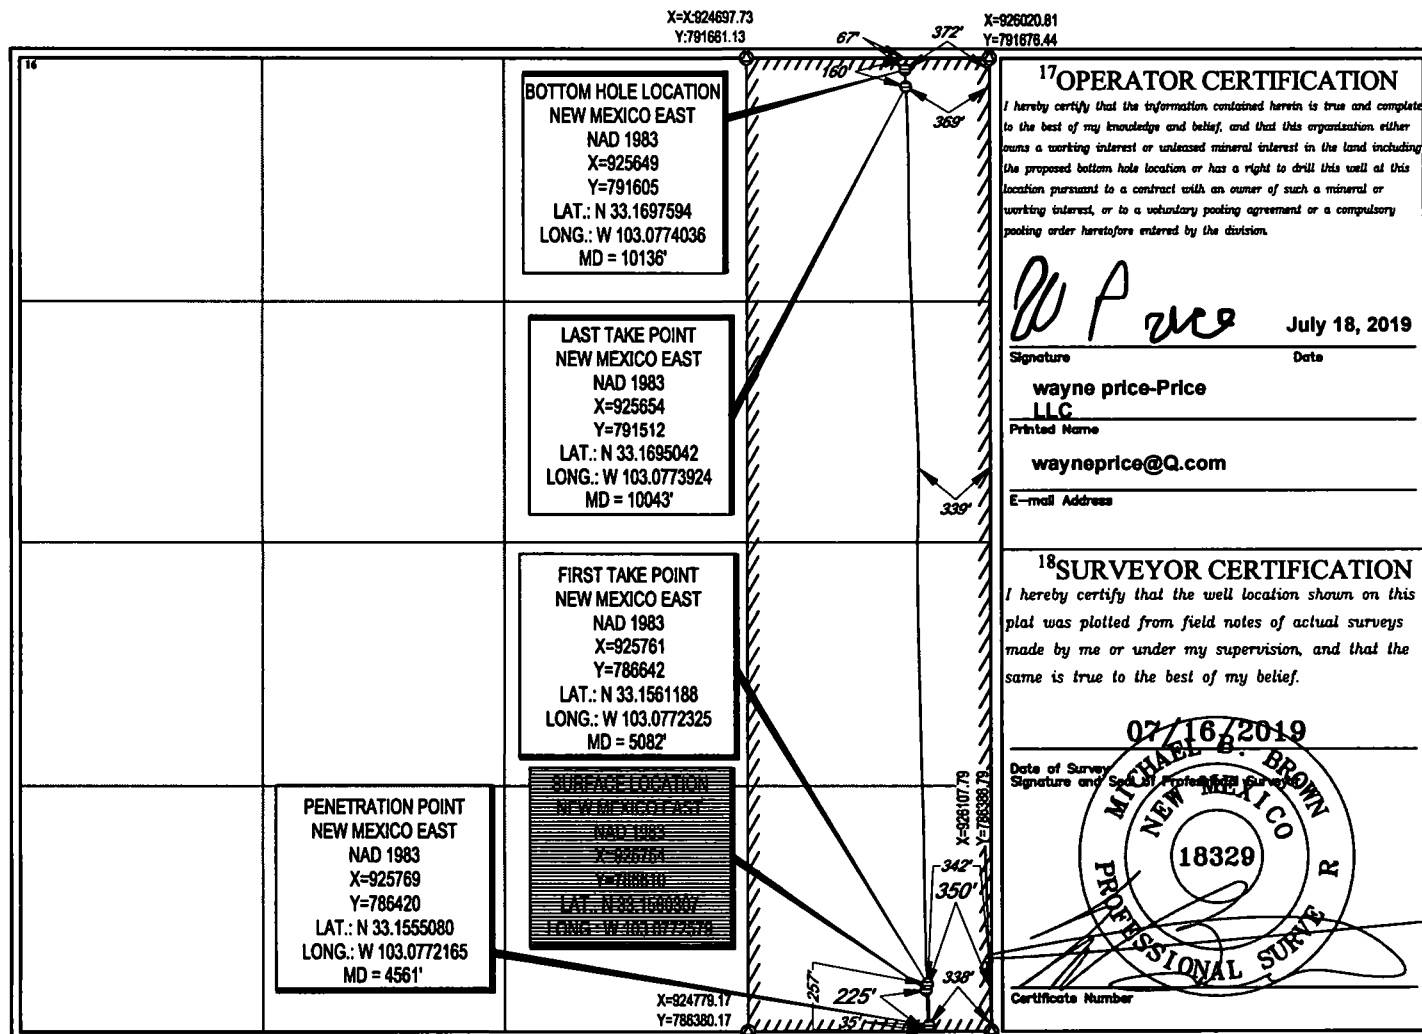 X=X:924697.73
Y:791661.13
X=926020.81
Y=791676.44
67'
372'
16
160'
369'
BOTTOM HOLE LOCATION
NEW MEXICO EAST
NAD 1983
X=925649
Y=791605
LAT.: N 33.1697594
LONG.: W 103.0774036
MD = 10136'
LAST TAKE POINT
NEW MEXICO EAST
NAD 1983
X=925654
Y=791512
LAT.: N 33.1695042
LONG.: W 103.0773924
MD = 10043'
339'
FIRST TAKE POINT
NEW MEXICO EAST
NAD 1983
X=925761
Y=786642
LAT.: N 33.1561188
LONG.: W 103.0772325
MD = 5082'
SURFACE LOCATION
NEW MEXICO EAST
NAD 1983
X=925754
PENETRATION POINT
NEW MEXICO EAST
NAD 1983
X=925769
Y=786420
LAT.: N 33.1555080
LONG.: W 103.0772165
MD = 4561'
X=926107.79
342'
350'
257'
225'
338'
35'
X=924779.17
Y=786380.17
17OPERATOR CERTIFICATION
I hereby certify that the information contained herein is true and complete
to the best of my knowledge and belief, and that this organization either
owns a working interest or unleased mineral interest in the land including
the proposed bottom hole location or has a right to drill this well at this
location pursuant to a contract with an owner of such a mineral or
working interest, or to a voluntary pooling agreement or a compulsory
pooling order heretofore entered by the division.
W Price
July 18, 2019
Signature Date
wayne price-Price
LLC
Printed Name
wayneprice@Q.com
E-mail Address
18SURVEYOR CERTIFICATION
I hereby certify that the well location shown on this
plat was plotted from field notes of actual surveys
made by me or under my supervision, and that the
same is true to the best of my belief.
07/16/2019
Date of Survey
Signature and Seal of Professional Surveyor
MICHAEL B. BROWN
NEW MEXICO
18329
PROFESSIONAL SURVE R
Certificate Number